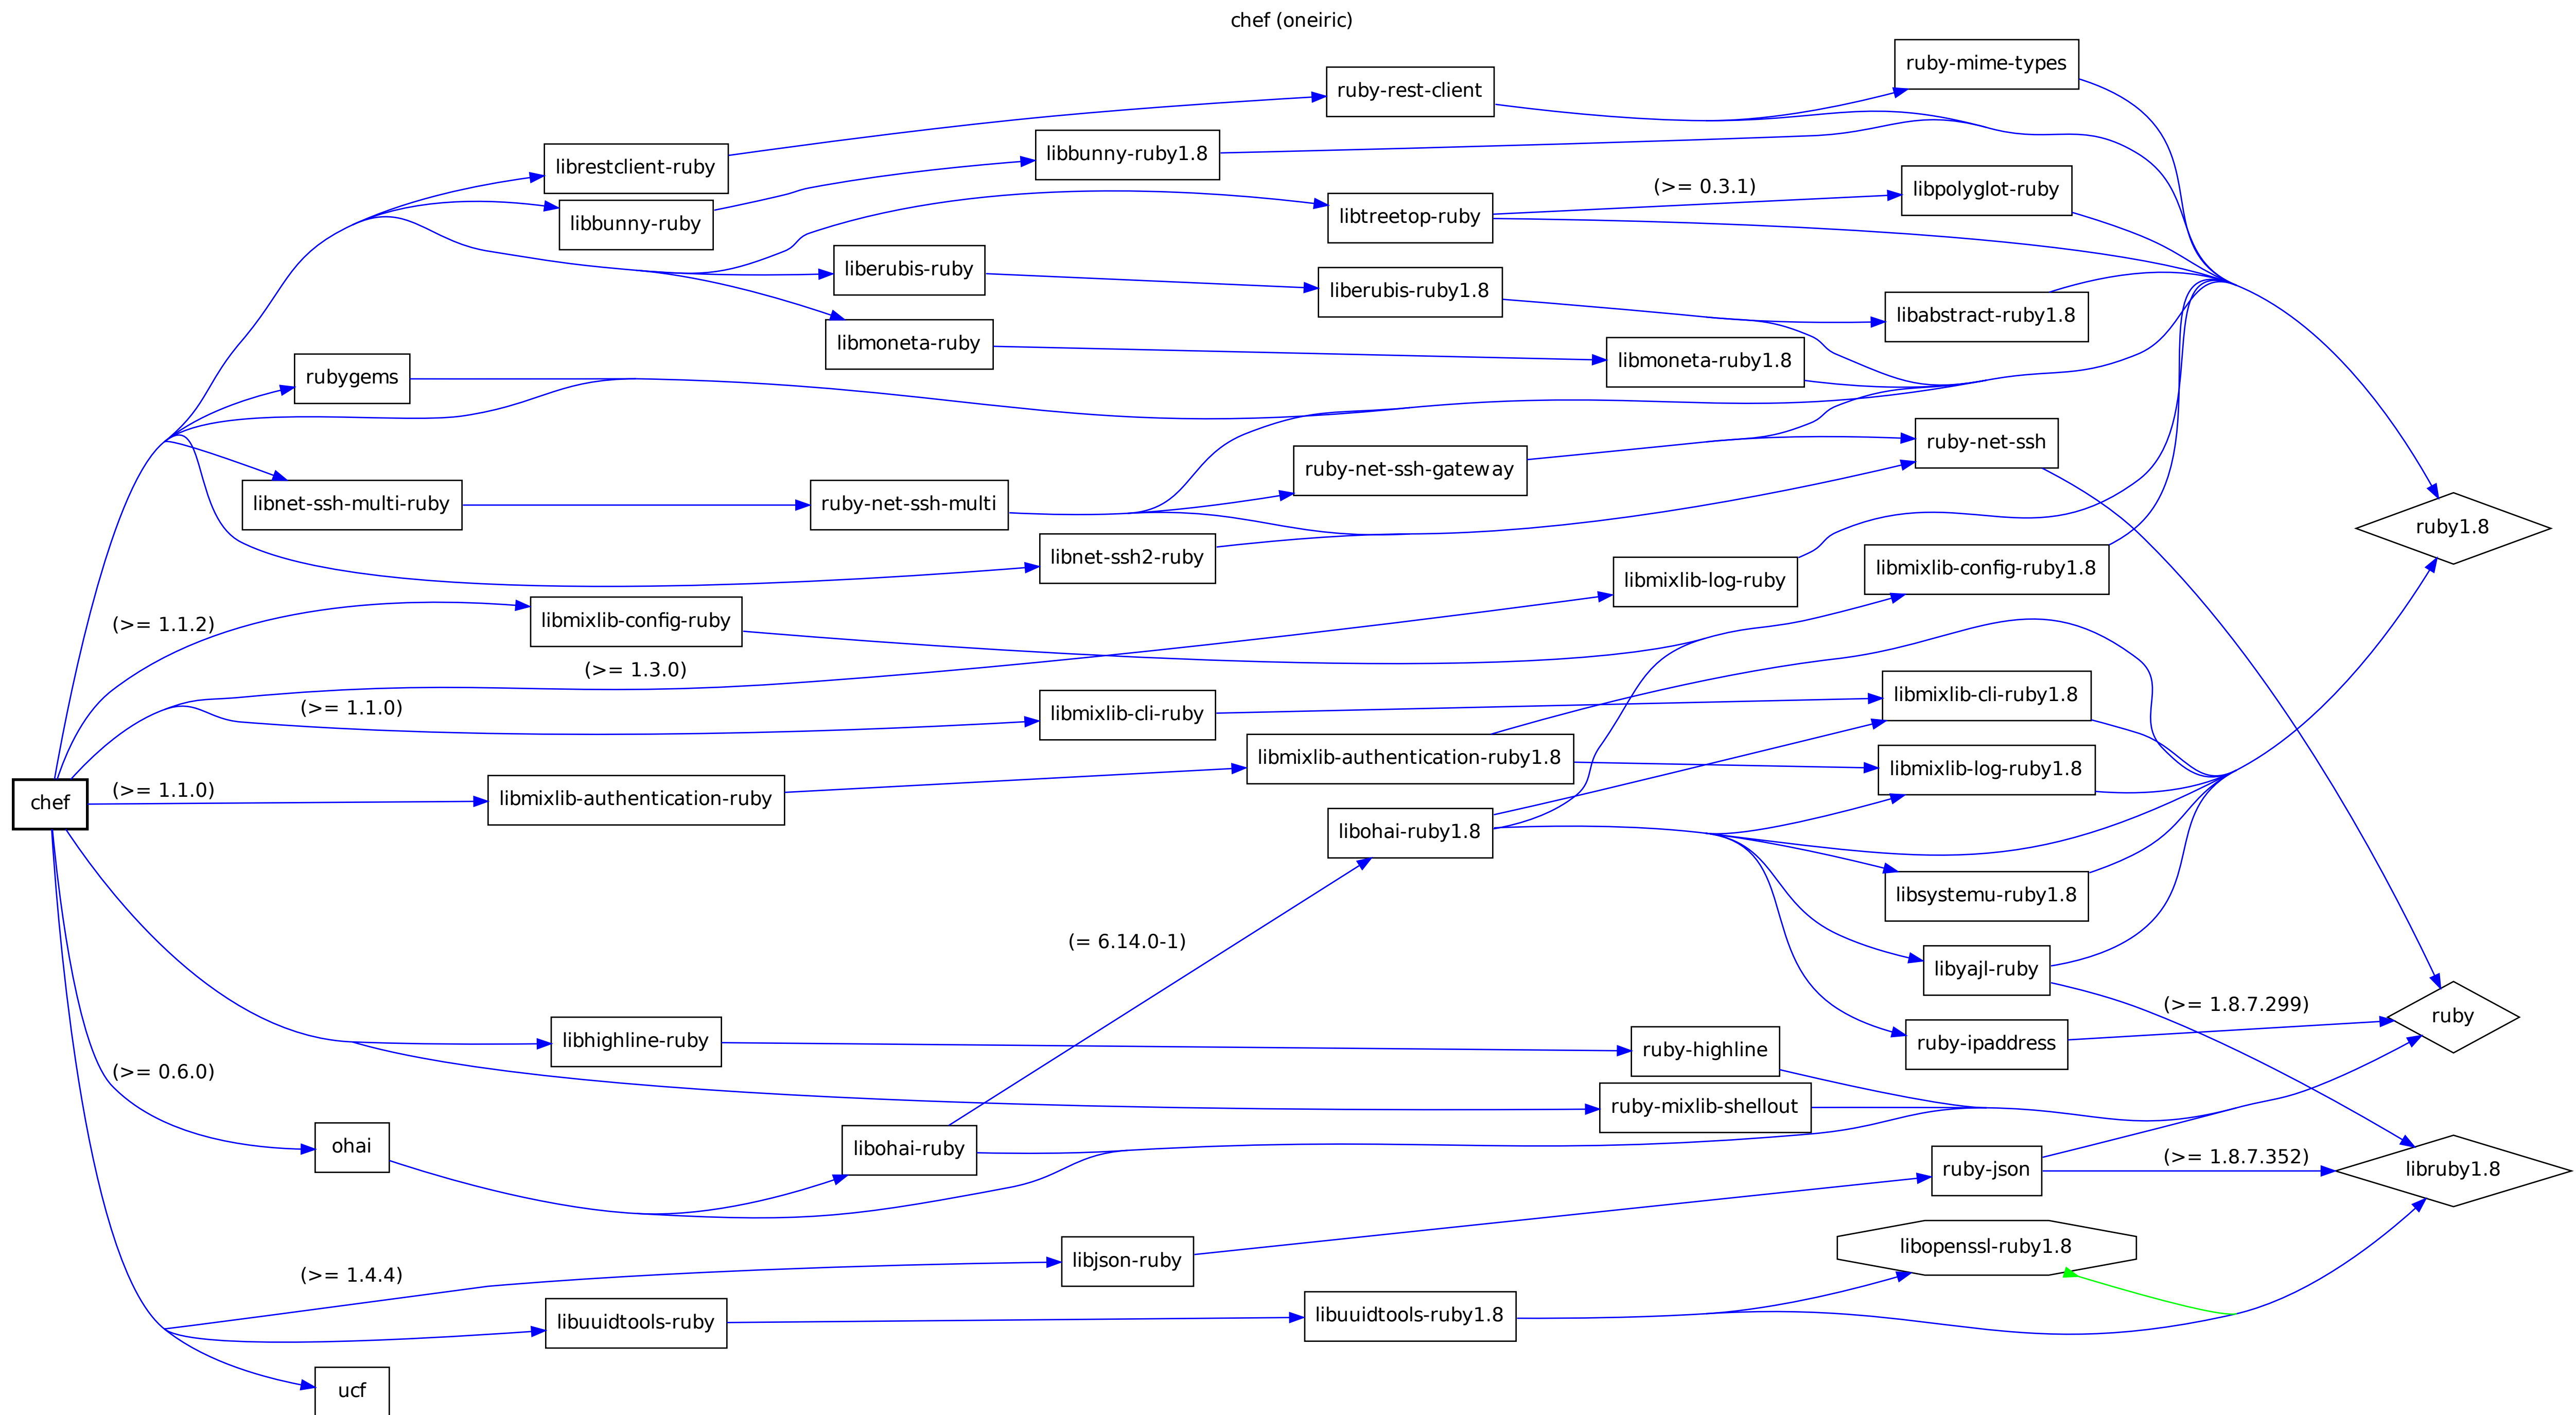 chef (oneiric)
ruby-mime-types
ruby-rest-client
libbunny-ruby1.8
librestclient-ruby
(>= 0.3.1)
libpolyglot-ruby
libtreetop-ruby
libbunny-ruby
liberubis-ruby
liberubis-ruby1.8
libabstract-ruby1.8
libmoneta-ruby
libmoneta-ruby1.8
rubygems
ruby-net-ssh
ruby-net-ssh-gateway
libnet-ssh-multi-ruby
ruby-net-ssh-multi
ruby1.8
libnet-ssh2-ruby
libmixlib-config-ruby1.8
libmixlib-log-ruby
(>= 1.1.2)
libmixlib-config-ruby
(>= 1.3.0)
libmixlib-cli-ruby1.8
(>= 1.1.0)
libmixlib-cli-ruby
libmixlib-authentication-ruby1.8
libmixlib-log-ruby1.8
(>= 1.1.0)
libmixlib-authentication-ruby
chef
libohai-ruby1.8
libsystemu-ruby1.8
(= 6.14.0-1)
libyajl-ruby
(>= 1.8.7.299)
ruby
libhighline-ruby
ruby-highline
ruby-ipaddress
(>= 0.6.0)
ruby-mixlib-shellout
ohai
libohai-ruby
(>= 1.8.7.352)
ruby-json
libruby1.8
libopenssl-ruby1.8
libjson-ruby
(>= 1.4.4)
libuuidtools-ruby
libuuidtools-ruby1.8
ucf